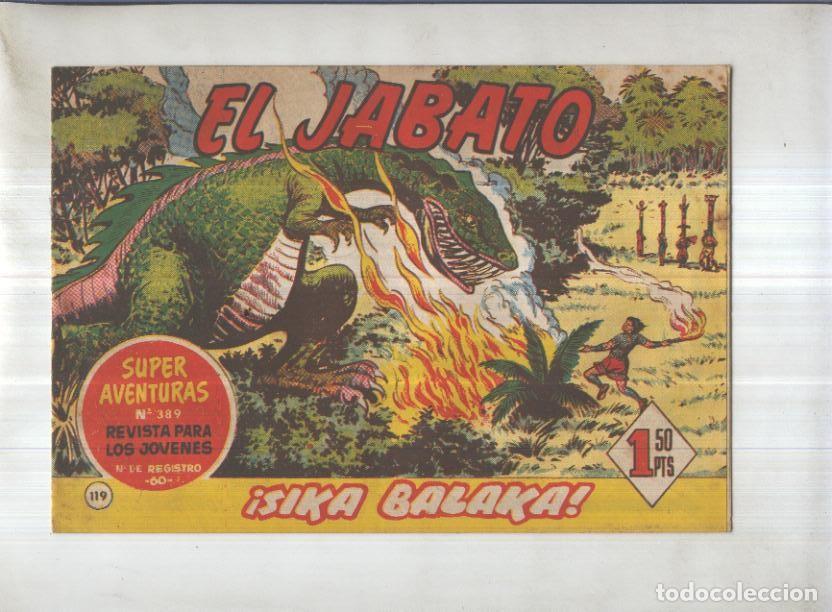 EL JABATO
SUPER
AVENTURAS
Nº 389
REVISTA PARA
LOS JOVENES
Nº DE REGISTRO
-60-
119
1 50
PTS
¡SIKA BALAKA!
todocoleccion